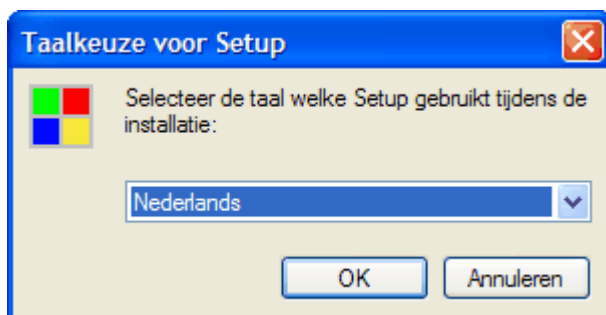 Taalkeuze voor Setup
Selecteer de taal welke Setup gebruikt tijdens de
installatie:
Nederlands
OK
Annuleren